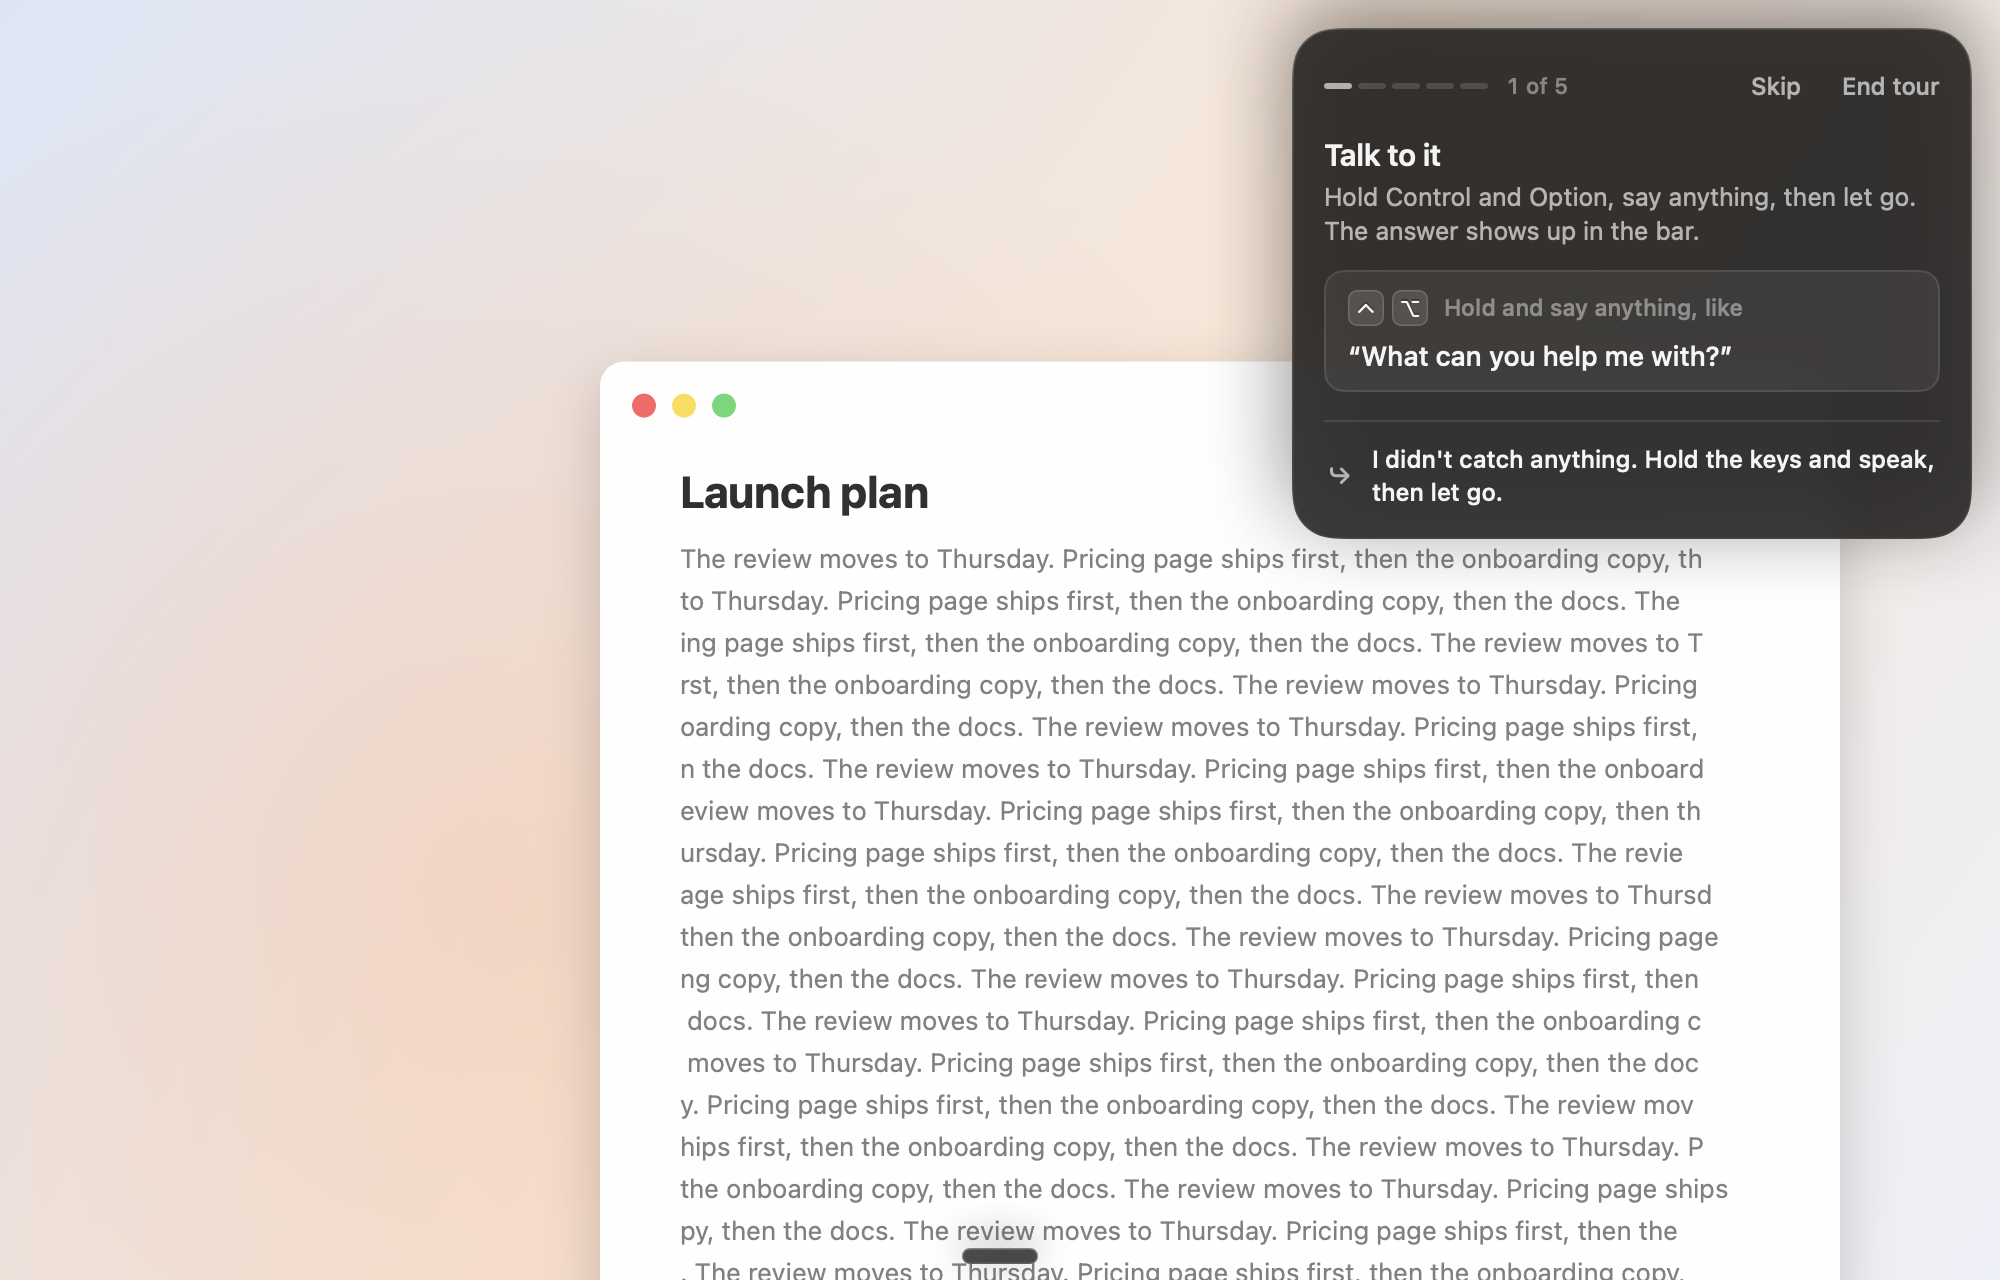 1 of 5
Skip
End tour
Talk to it
Hold Control and Option, say anything, then let go.
The answer shows up in the bar.
Hold and say anything, like
“What can you help me with?”
I didn't catch anything. Hold the keys and speak,
then let go.
Launch plan
The review moves to Thursday. Pricing page ships first, then the onboarding copy, th
to Thursday. Pricing page ships first, then the onboarding copy, then the docs. The
ing page ships first, then the onboarding copy, then the docs. The review moves to T
rst, then the onboarding copy, then the docs. The review moves to Thursday. Pricing
oarding copy, then the docs. The review moves to Thursday. Pricing page ships first,
n the docs. The review moves to Thursday. Pricing page ships first, then the onboard
eview moves to Thursday. Pricing page ships first, then the onboarding copy, then th
ursday. Pricing page ships first, then the onboarding copy, then the docs. The revie
age ships first, then the onboarding copy, then the docs. The review moves to Thursd
then the onboarding copy, then the docs. The review moves to Thursday. Pricing page
ng copy, then the docs. The review moves to Thursday. Pricing page ships first, then
docs. The review moves to Thursday. Pricing page ships first, then the onboarding c
moves to Thursday. Pricing page ships first, then the onboarding copy, then the doc
y. Pricing page ships first, then the onboarding copy, then the docs. The review mov
hips first, then the onboarding copy, then the docs. The review moves to Thursday. P
the onboarding copy, then the docs. The review moves to Thursday. Pricing page ships
py, then the docs. The review moves to Thursday. Pricing page ships first, then the
. The review moves to Thursday. Pricing page ships first, then the onboarding copy,